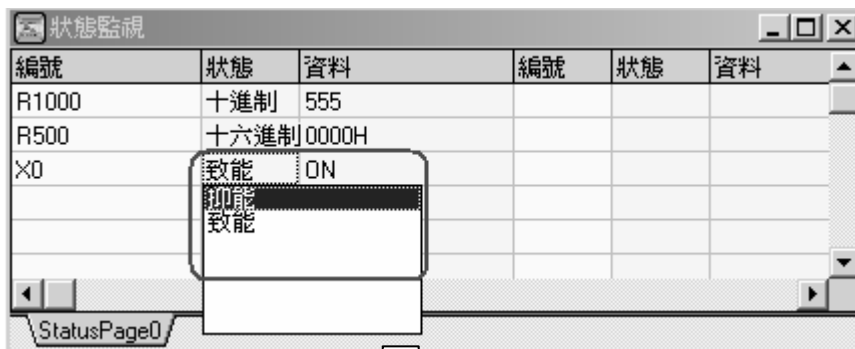 狀態監視
編號 狀態 資料 編號 狀態 資料
R1000 十進制 555
R500 十六進制 0000H
X0 致能 ON
抑能
致能
StatusPage0